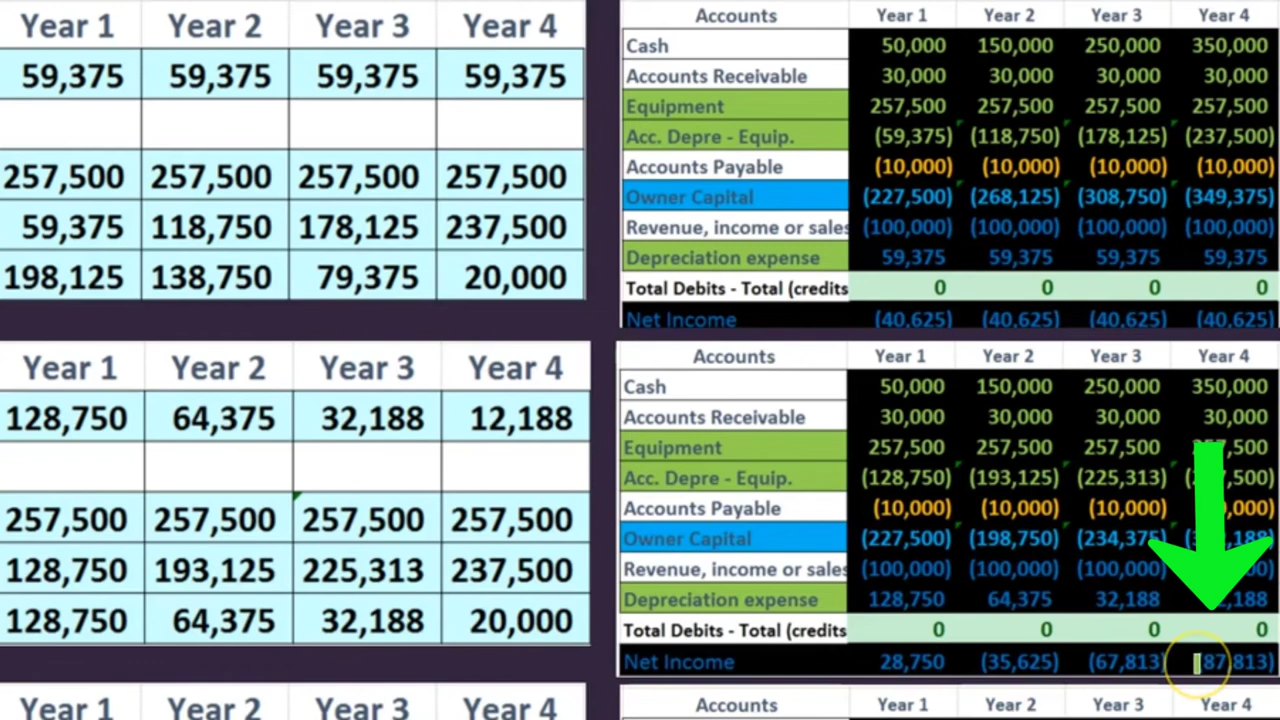 Year 1 Year 2 Year 3 Year 4
59,375 59,375 59,375 59,375
257,500 257,500 257,500 257,500
59,375 118,750 178,125 237,500
198,125 138,750 79,375 20,000
Accounts Year 1 Year 2 Year 3 Year 4
Cash 50,000 150,000 250,000 350,000
Accounts Receivable 30,000 30,000 30,000 30,000
Equipment 257,500 257,500 257,500 257,500
Acc. Depre - Equip. (59,375) (118,750) (178,125) (237,500)
Accounts Payable (10,000) (10,000) (10,000) (10,000)
Owner Capital (227,500) (268,125) (308,750) (349,375)
Revenue, income or sales (100,000) (100,000) (100,000) (100,000)
Depreciation expense 59,375 59,375 59,375 59,375
Total Debits - Total (credits 0 0 0 0
Net Income (40,625) (40,625) (40,625) (40,625)
Year 1 Year 2 Year 3 Year 4
128,750 64,375 32,188 12,188
257,500 257,500 257,500 257,500
128,750 193,125 225,313 237,500
128,750 64,375 32,188 20,000
Accounts Year 1 Year 2 Year 3 Year 4
Cash 50,000 150,000 250,000 350,000
Accounts Receivable 30,000 30,000 30,000 30,000
Equipment 257,500 257,500 257,500
Acc. Depre - Equip. (128,750) (193,125) (225,313)
Accounts Payable (10,000) (10,000) (10,000)
Owner Capital (227,500) (198,750) (234,375)
Revenue, income or sales (100,000) (100,000) (100,000)
Depreciation expense 128,750 64,375 32,188
Total Debits - Total (credits 0 0 0 0
Net Income 28,750 (35,625) (67,813) (87,813)
Year 1 Year 2 Year 3 Year 4
Accounts Year 1 Year 2 Year 3 Year 4